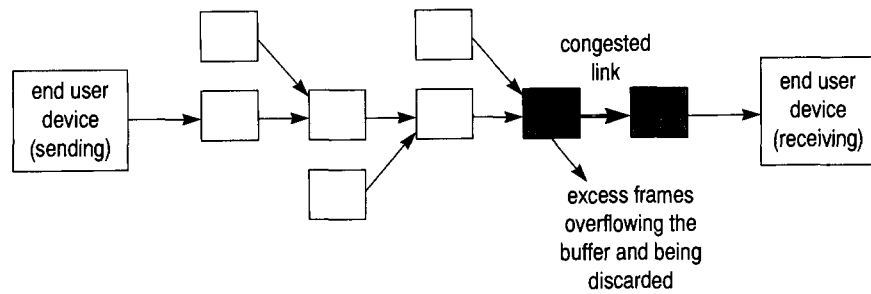 end user
device
(sending)
congested
link
end user
device
(receiving)
excess frames
overflowing the
buffer and being
discarded